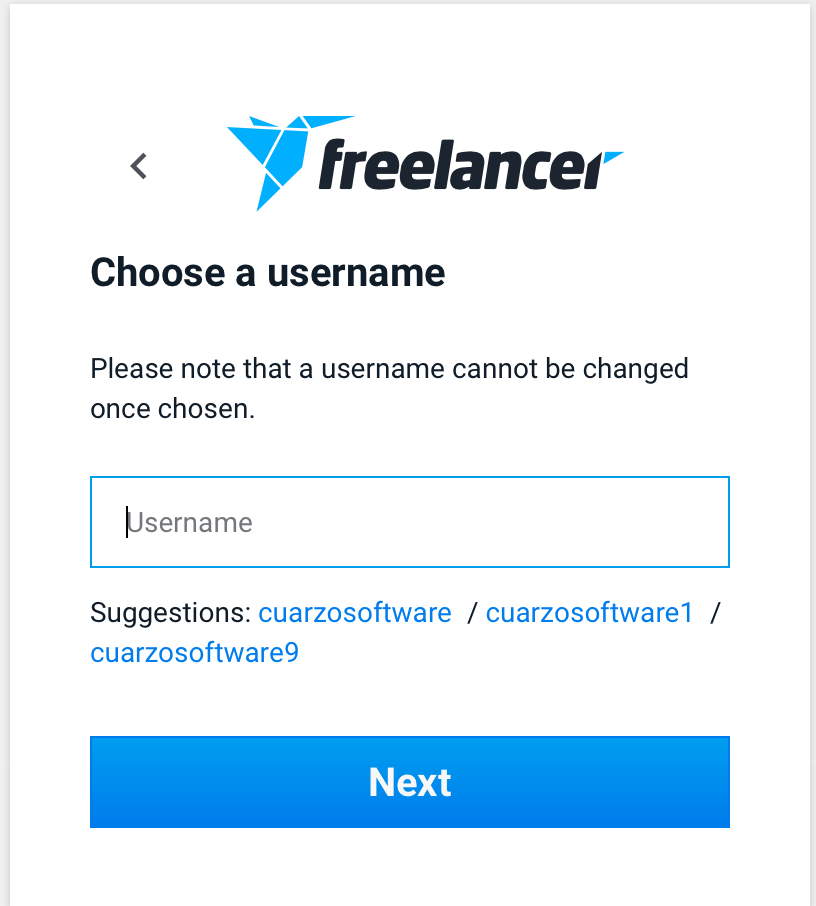 freelancer
Choose a username
Please note that a username cannot be changed
once chosen.
Username
Suggestions: cuarzosoftware / cuarzosoftware1 /
cuarzosoftware9
Next